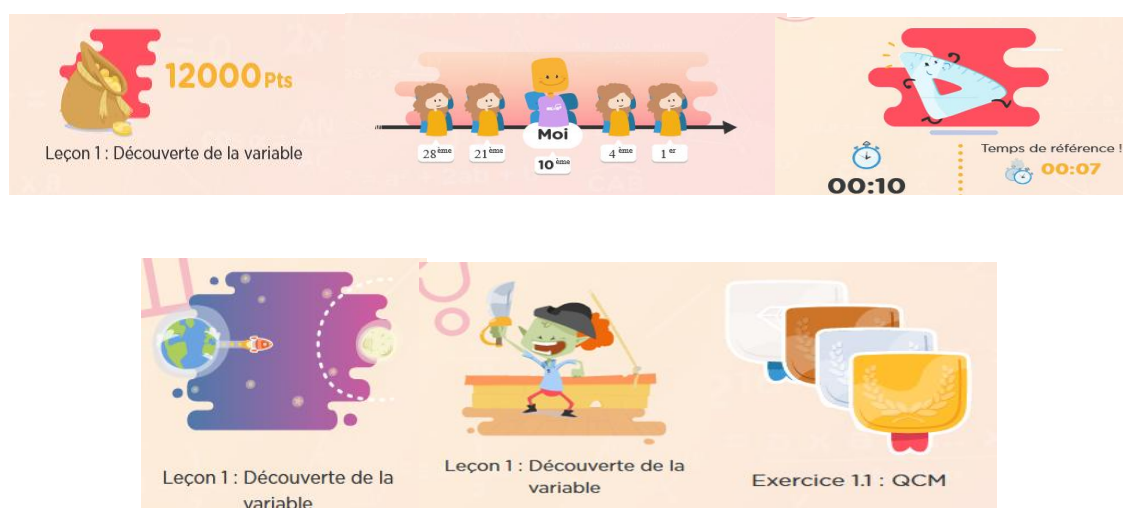 12000 Pts
Leçon 1 : Découverte de la variable
Moi
28ème 21ème 10ème 4ème 1er
Temps de référence !
00:10 00:07
Leçon 1 : Découverte de la
variable
Leçon 1 : Découverte de la
variable
Exercice 1.1 : QCM